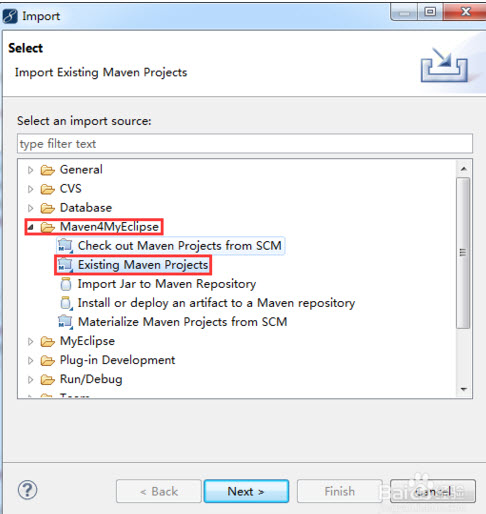 Import
Select
Import Existing Maven Projects
Select an import source:
type filter text
General
CVS
Database
Maven4MyEclipse
Check out Maven Projects from SCM
Existing Maven Projects
Import Jar to Maven Repository
Install or deploy an artifact to a Maven repository
Materialize Maven Projects from SCM
MyEclipse
Plug-in Development
Run/Debug
Team
< Back
Next >
Finish
Cancel